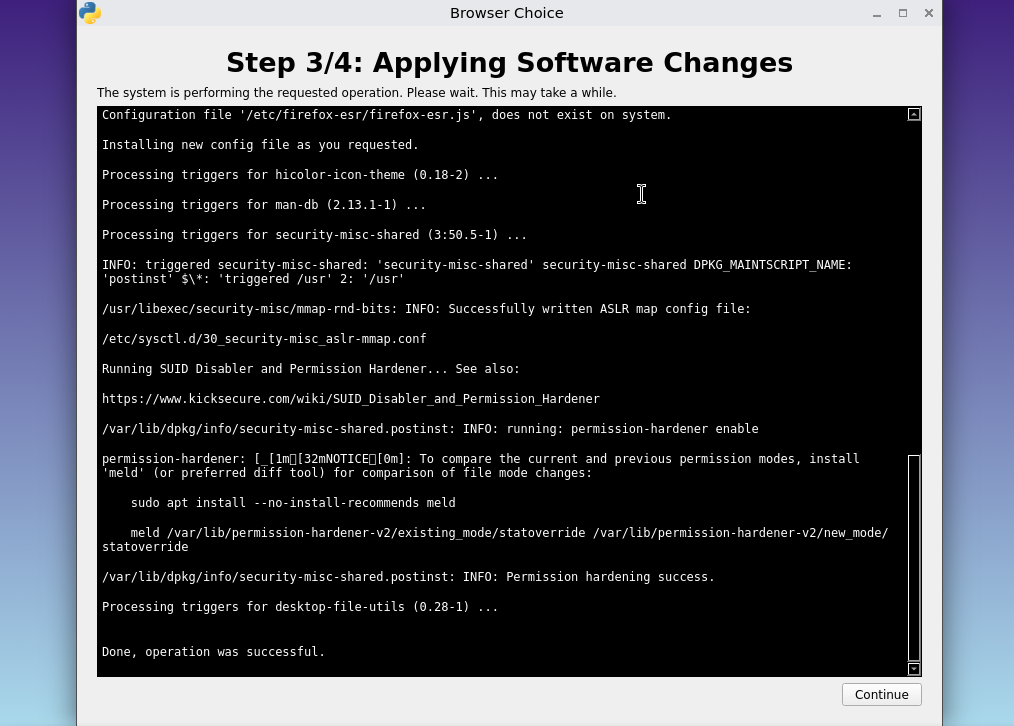 Browser Choice
Step 3/4: Applying Software Changes
The system is performing the requested operation. Please wait. This may take a while.
Configuration file '/etc/firefox-esr/firefox-esr.js', does not exist on system.
Installing new config file as you requested.
Processing triggers for hicolor-icon-theme (0.18-2) ...
Processing triggers for man-db (2.13.1-1) ...
Processing triggers for security-misc-shared (3:50.5-1) ...
INFO: triggered security-misc-shared: 'security-misc-shared' security-misc-shared DPKG_MAINTSCRIPT_NAME:
'postinst' $\*: 'triggered /usr' 2: '/usr'
/usr/libexec/security-misc/mmap-rnd-bits: INFO: Successfully written ASLR map config file:
/etc/sysctl.d/30_security-misc_aslr-mmap.conf
Running SUID Disabler and Permission Hardener... See also:
https://www.kicksecure.com/wiki/SUID_Disabler_and_Permission_Hardener
/var/lib/dpkg/info/security-misc-shared.postinst: INFO: running: permission-hardener enable
permission-hardener: [_[1m▯[32mNOTICE▯[0m]: To compare the current and previous permission modes, install
'meld' (or preferred diff tool) for comparison of file mode changes:
sudo apt install --no-install-recommends meld
meld /var/lib/permission-hardener-v2/existing_mode/statoverride /var/lib/permission-hardener-v2/new_mode/
statoverride
/var/lib/dpkg/info/security-misc-shared.postinst: INFO: Permission hardening success.
Processing triggers for desktop-file-utils (0.28-1) ...
Done, operation was successful.
Continue